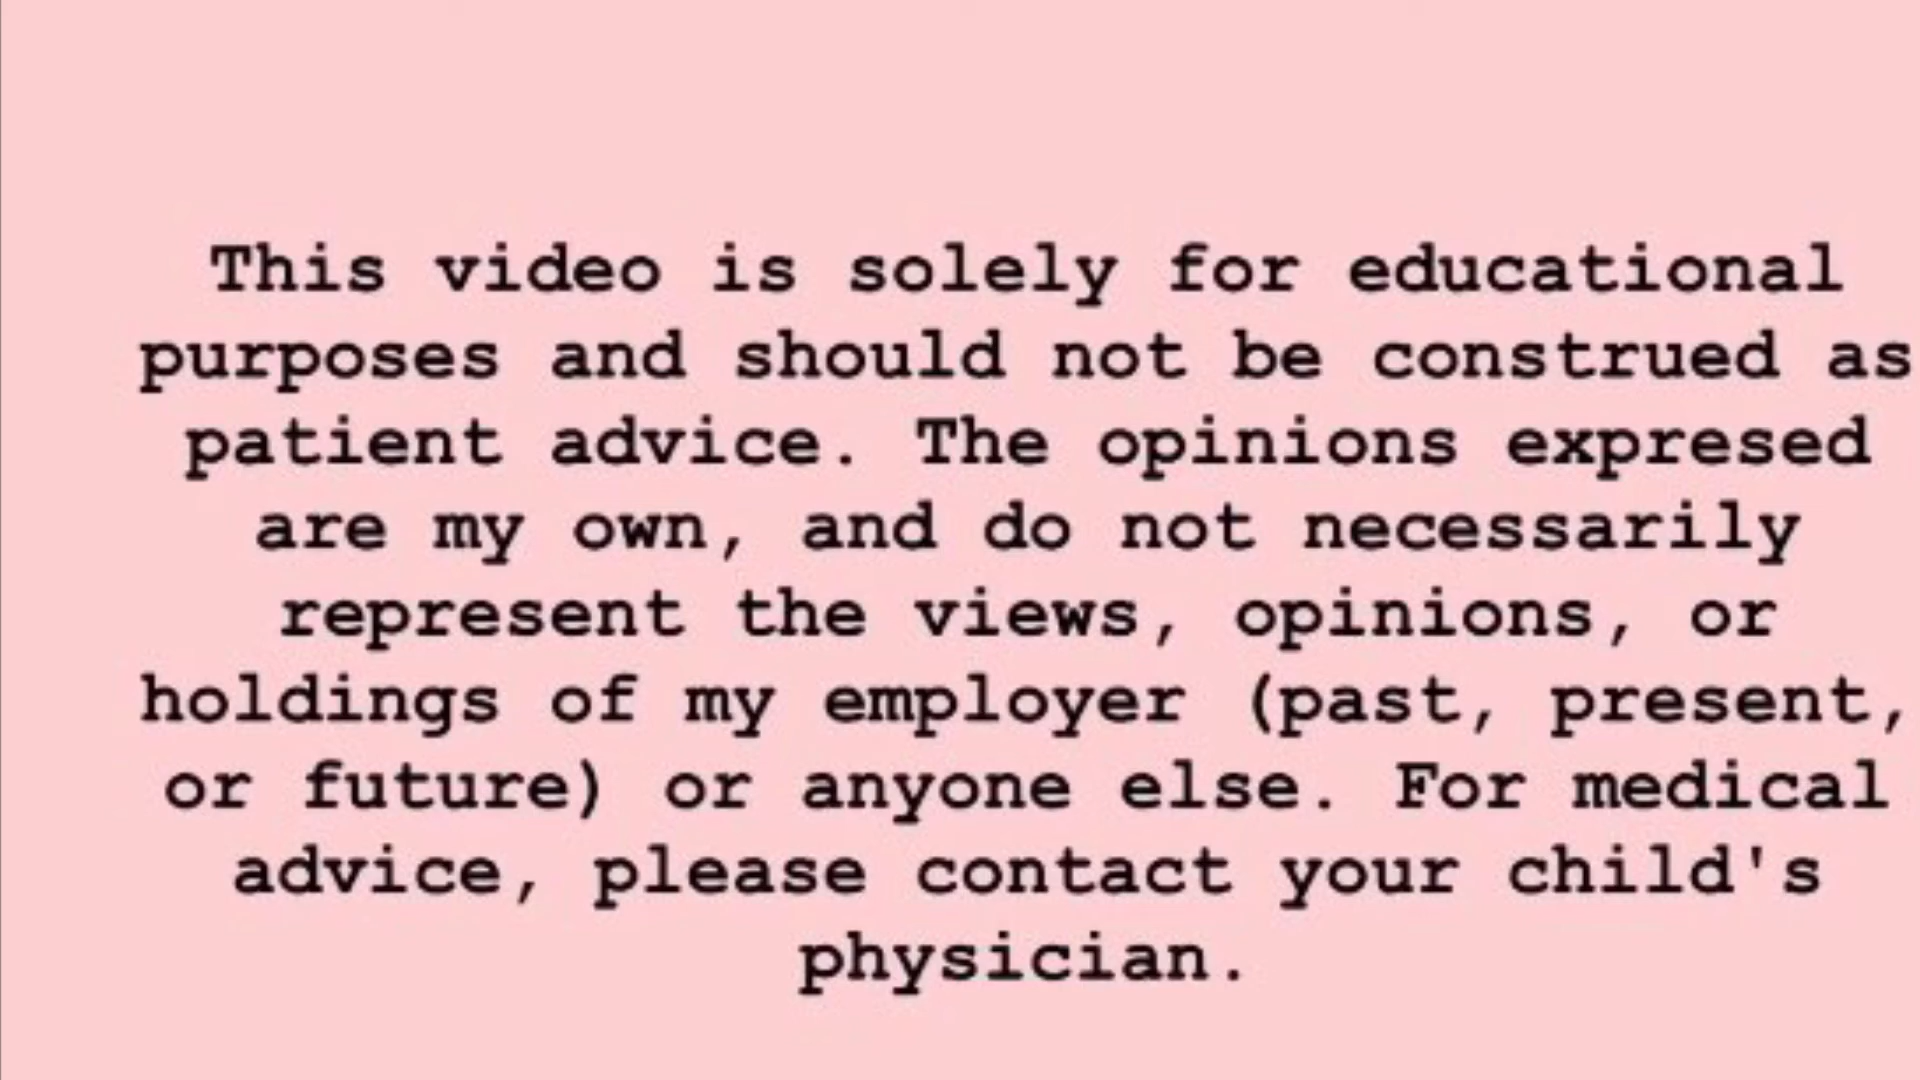 This video is solely for educational
purposes and should not be construed as
patient advice. The opinions expresed
are my own, and do not necessarily
represent the views, opinions, or
holdings of my employer (past, present,
or future) or anyone else. For medical
advice, please contact your child's
physician.